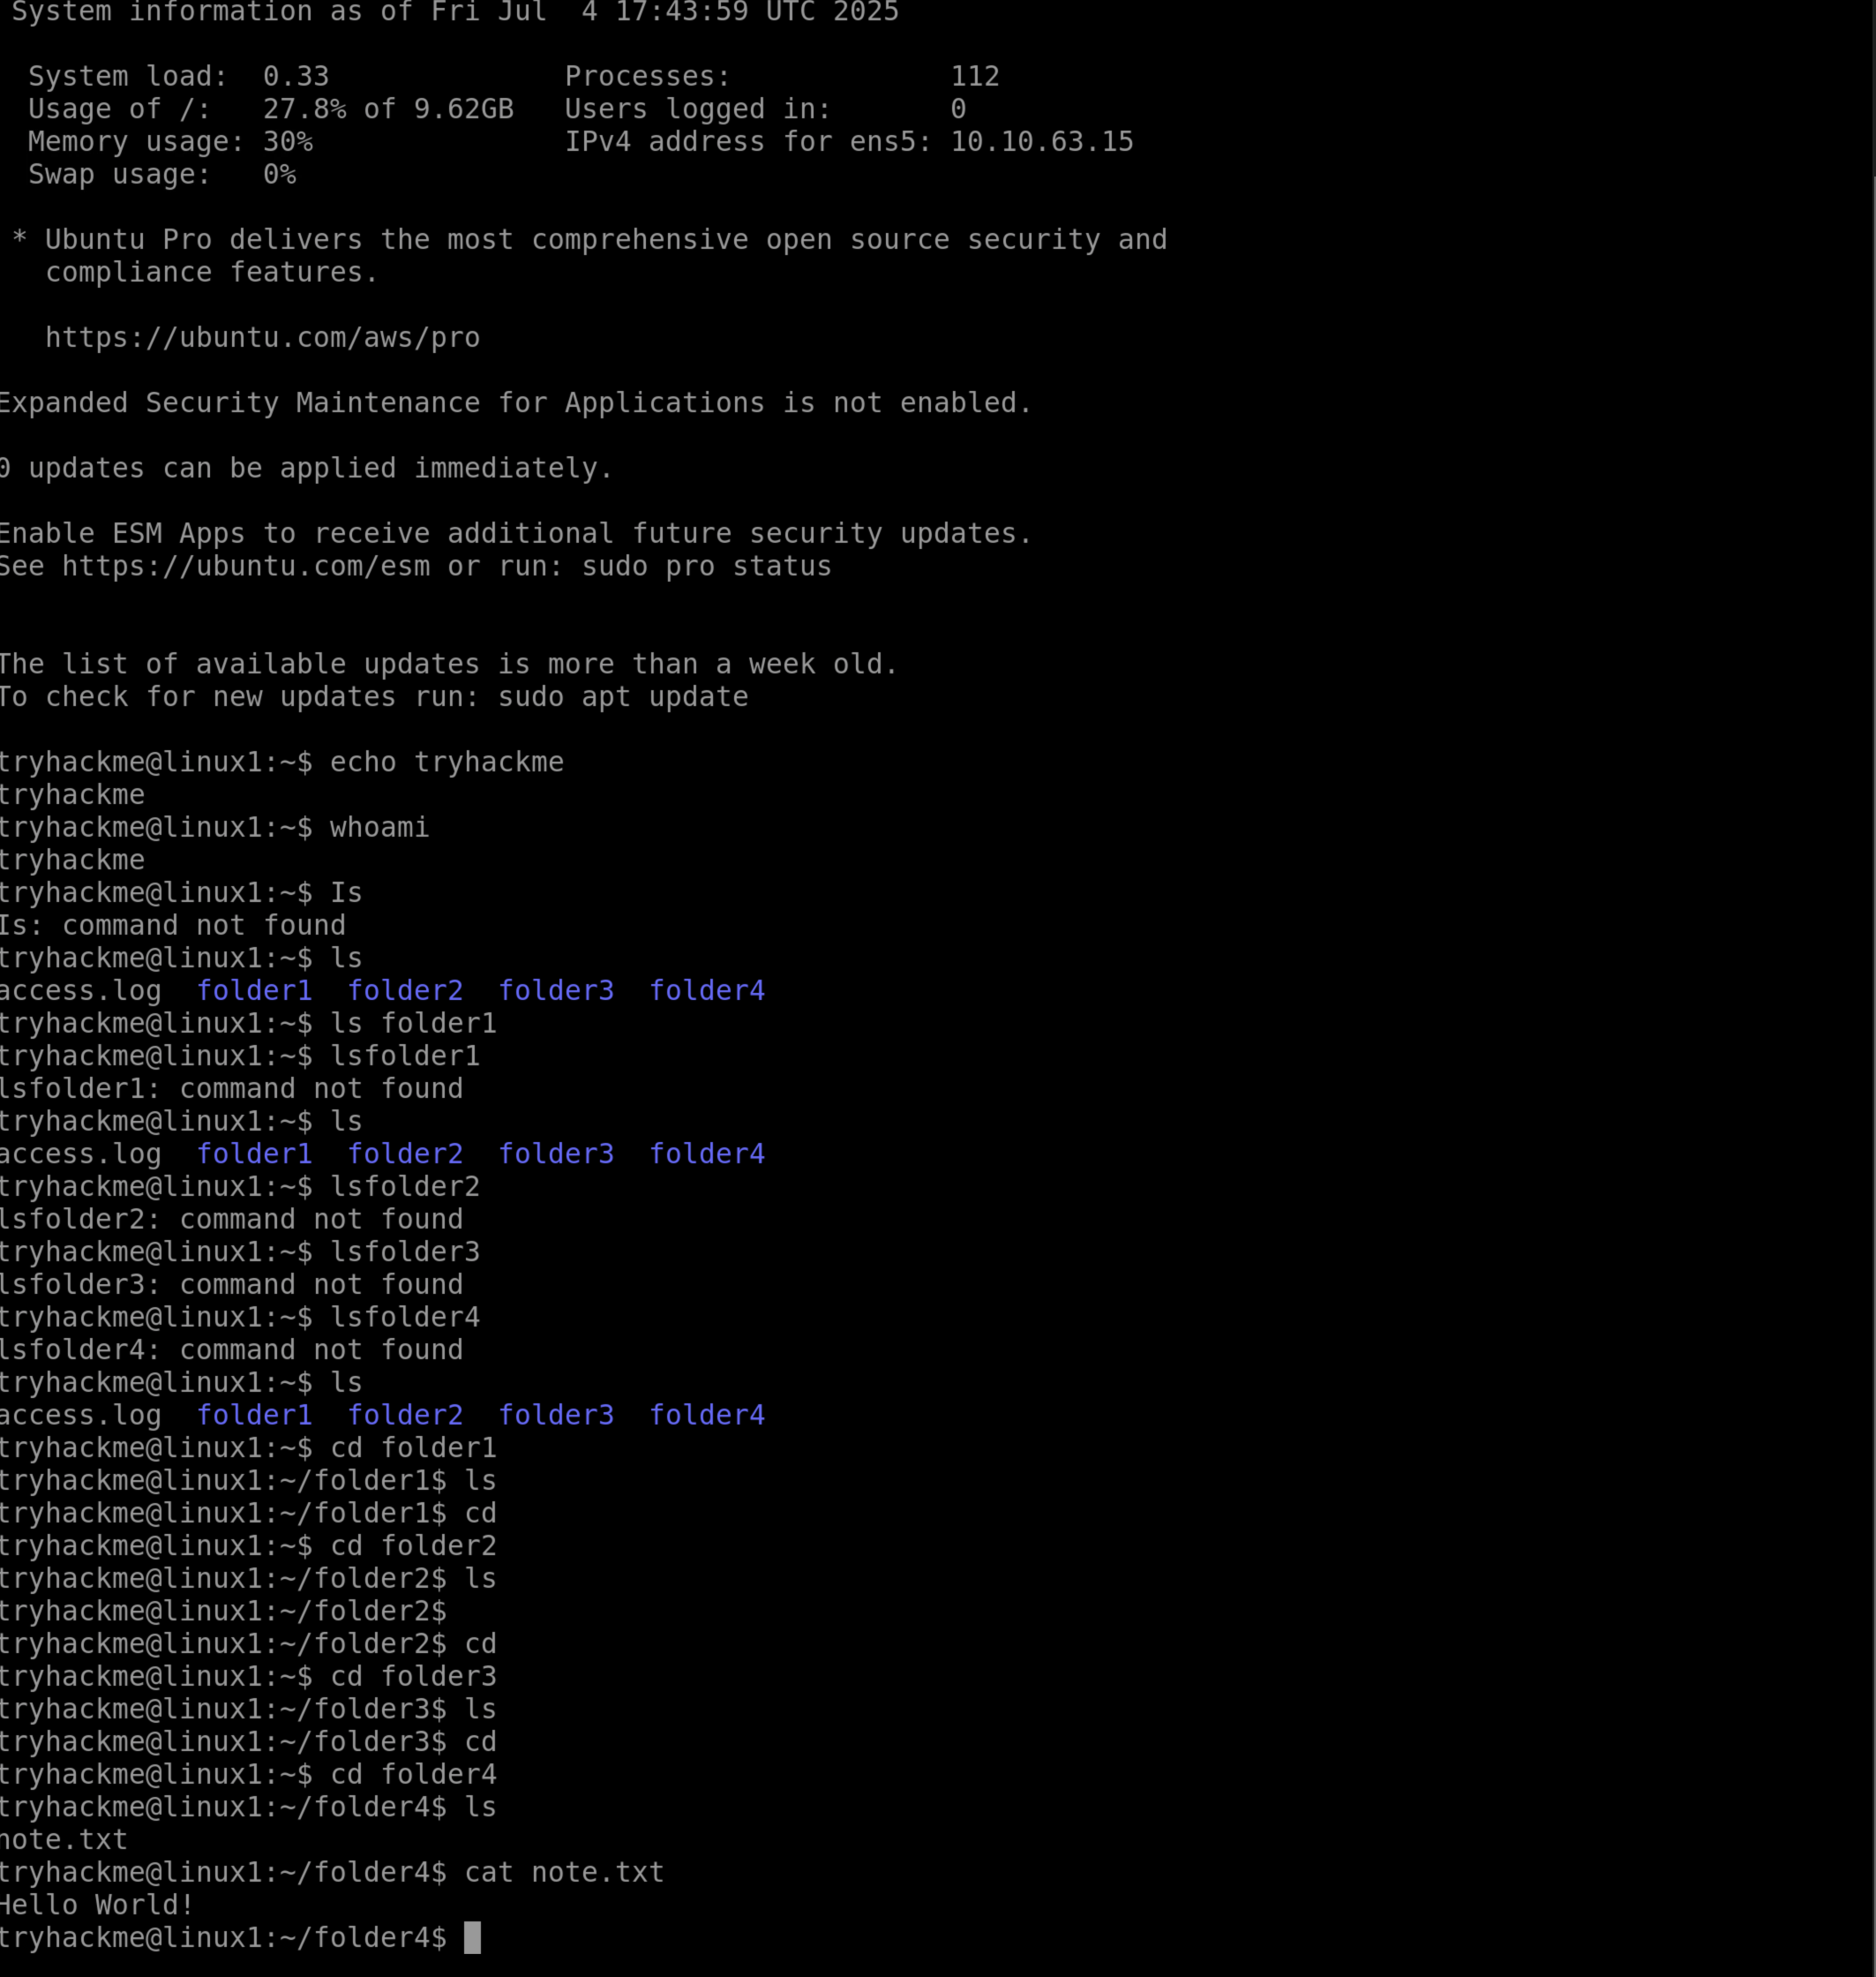 System information as of Fri Jul  4 17:43:59 UTC 2025
System load:  0.33              Processes:             112
Usage of /:   27.8% of 9.62GB   Users logged in:       0
Memory usage: 30%               IPv4 address for ens5: 10.10.63.15
Swap usage:   0%
* Ubuntu Pro delivers the most comprehensive open source security and
compliance features.
https://ubuntu.com/aws/pro
Expanded Security Maintenance for Applications is not enabled.
0 updates can be applied immediately.
Enable ESM Apps to receive additional future security updates.
See https://ubuntu.com/esm or run: sudo pro status
The list of available updates is more than a week old.
To check for new updates run: sudo apt update
tryhackme@linux1:~$ echo tryhackme
tryhackme
tryhackme@linux1:~$ whoami
tryhackme
tryhackme@linux1:~$ Is
Is: command not found
tryhackme@linux1:~$ ls
access.log  folder1  folder2  folder3  folder4
tryhackme@linux1:~$ ls folder1
tryhackme@linux1:~$ lsfolder1
lsfolder1: command not found
tryhackme@linux1:~$ ls
access.log  folder1  folder2  folder3  folder4
tryhackme@linux1:~$ lsfolder2
lsfolder2: command not found
tryhackme@linux1:~$ lsfolder3
lsfolder3: command not found
tryhackme@linux1:~$ lsfolder4
lsfolder4: command not found
tryhackme@linux1:~$ ls
access.log  folder1  folder2  folder3  folder4
tryhackme@linux1:~$ cd folder1
tryhackme@linux1:~/folder1$ ls
tryhackme@linux1:~/folder1$ cd
tryhackme@linux1:~$ cd folder2
tryhackme@linux1:~/folder2$ ls
tryhackme@linux1:~/folder2$
tryhackme@linux1:~/folder2$ cd
tryhackme@linux1:~$ cd folder3
tryhackme@linux1:~/folder3$ ls
tryhackme@linux1:~/folder3$ cd
tryhackme@linux1:~$ cd folder4
tryhackme@linux1:~/folder4$ ls
note.txt
tryhackme@linux1:~/folder4$ cat note.txt
Hello World!
tryhackme@linux1:~/folder4$